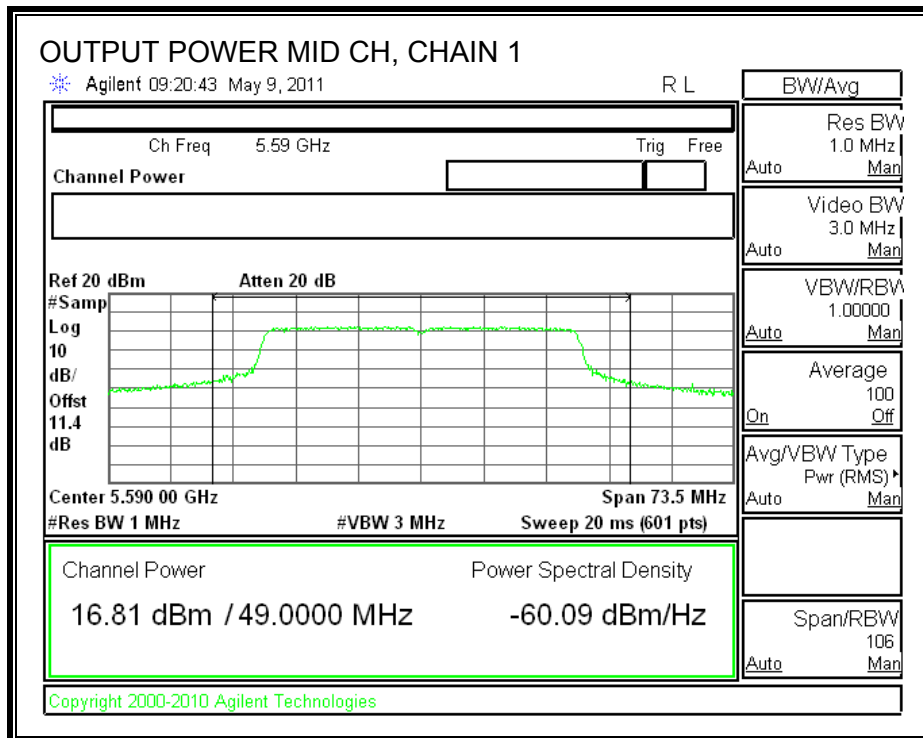 OUTPUT POWER MID CH, CHAIN 1
Agilent 09:20:43 May 9, 2011 R L
BW/Avg
Ch Freq 5.59 GHz Trig Free
Channel Power
Res BW
1.0 MHz
Auto Man
Video BW
3.0 MHz
Auto Man
Ref 20 dBm Atten 20 dB
#Samp
Log
10
dB/
Offst
11.4
dB
VBW/RBW
1.00000
Auto Man
Average
100
On Off
Avg/VBW Type
Pwr (RMS)
Auto Man
Center 5.590 00 GHz Span 73.5 MHz
#Res BW 1 MHz #VBW 3 MHz Sweep 20 ms (601 pts)
Channel Power Power Spectral Density
16.81 dBm / 49.0000 MHz -60.09 dBm/Hz
Span/RBW
106
Auto Man
Copyright 2000-2010 Agilent Technologies